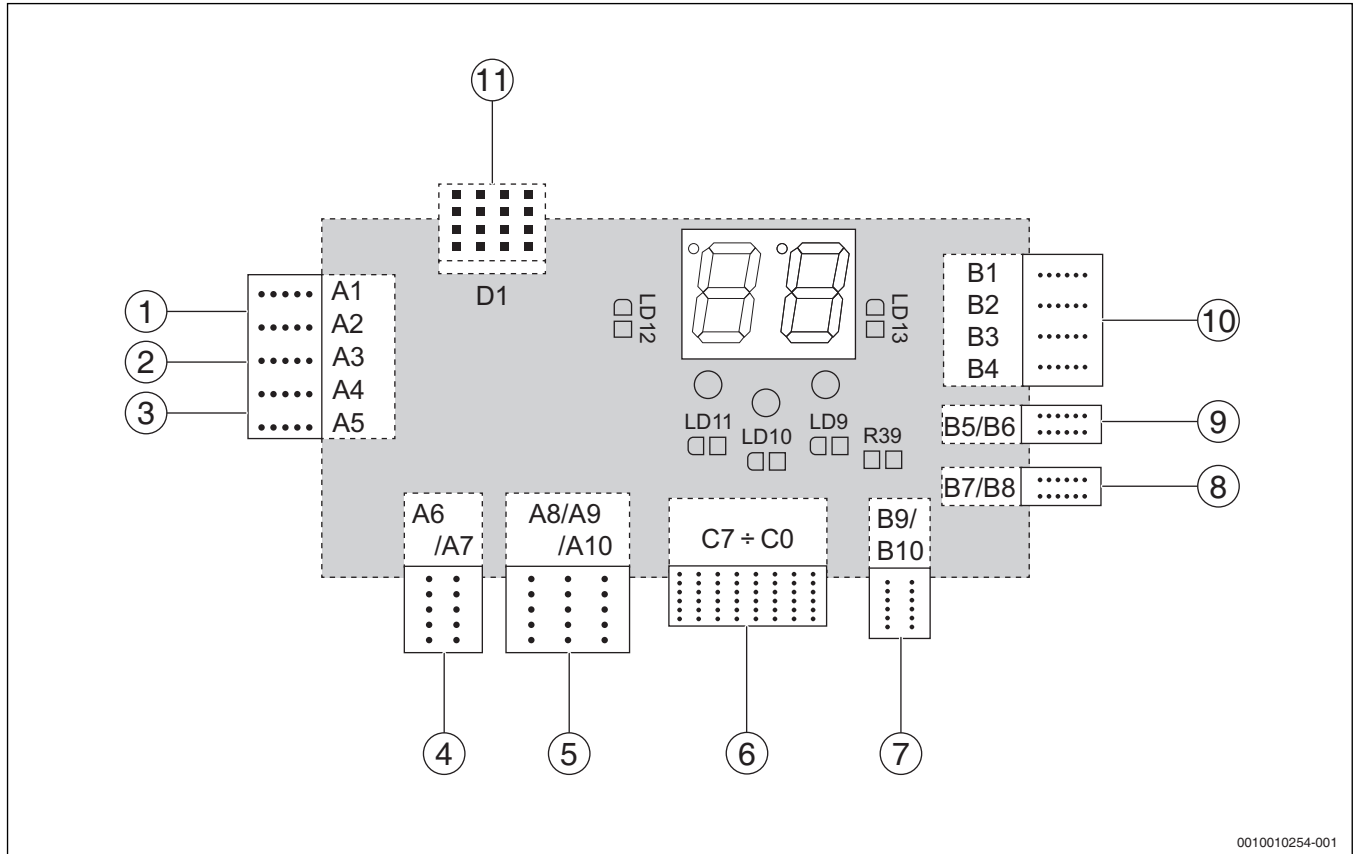 11
D1
LD12
LD13
1
2
3
A1
A2
A3
A4
A5
B1
B2
B3
B4
10
LD11
LD10
LD9
R39
B5/B6
9
B7/B8
8
A6
/A7
A8/A9
/A10
C7 ÷ C0
B9/
B10
4
5
6
7
0010010254-001